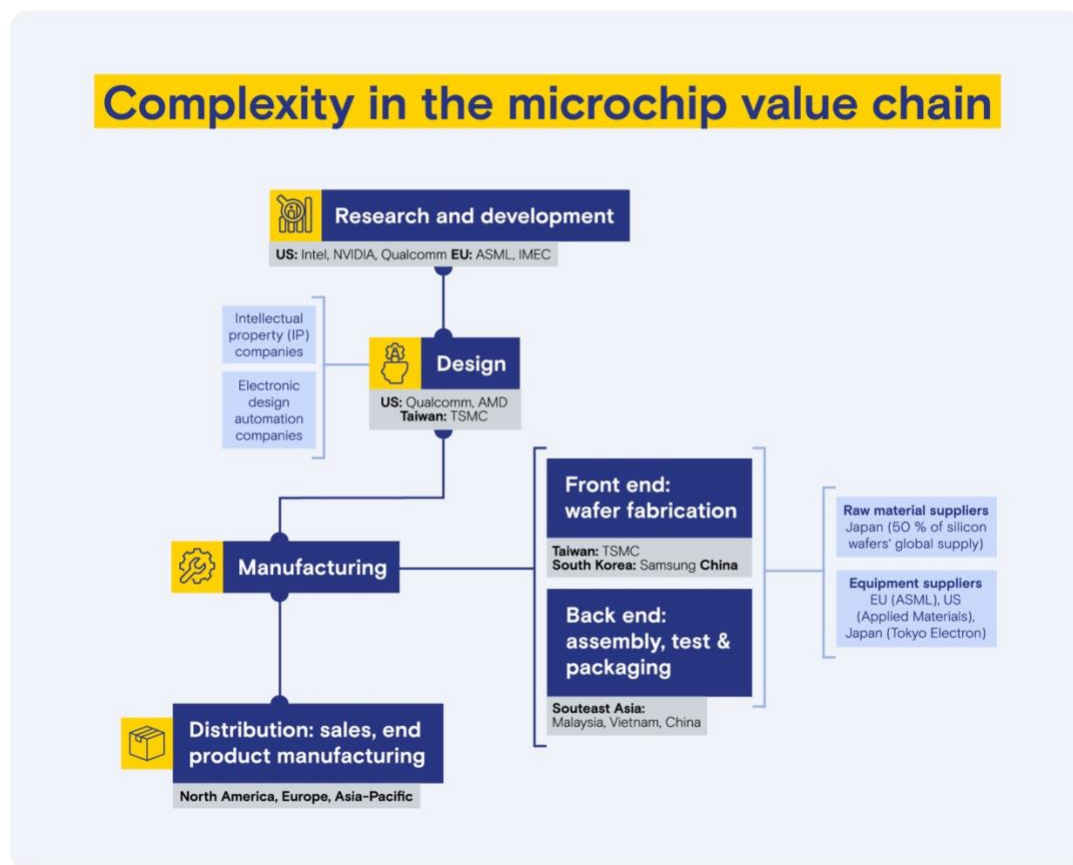 Complexity in the microchip value chain
Research and development
US: Intel, NVIDIA, Qualcomm EU: ASML, IMEC
Intellectual
property (IP)
companies
Electronic
design
automation
companies
Design
US: Qualcomm, AMD
Taiwan: TSMC
Manufacturing
Front end:
wafer fabrication
Taiwan: TSMC
South Korea: Samsung China
Back end:
assembly, test &
packaging
Souteast Asia:
Malaysia, Vietnam, China
Raw material suppliers
Japan (50 % of silicon
wafers' global supply)
Equipment suppliers
EU (ASML), US
(Applied Materials),
Japan (Tokyo Electron)
Distribution: sales, end
product manufacturing
North America, Europe, Asia-Pacific